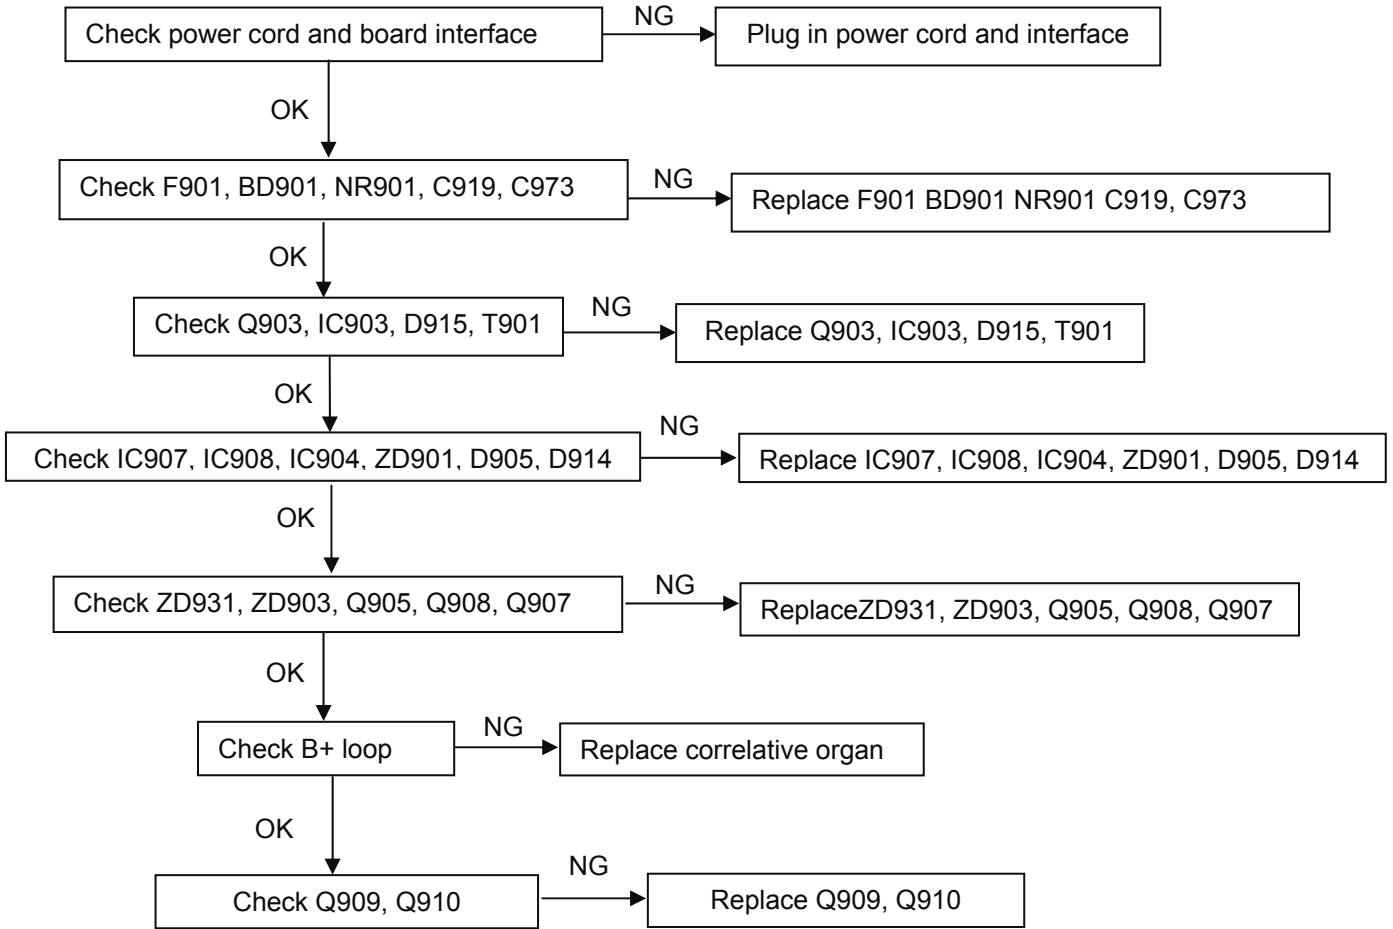 Check power cord and board interface
NG
Plug in power cord and interface
OK
Check F901, BD901, NR901, C919, C973
NG
Replace F901 BD901 NR901 C919, C973
OK
Check Q903, IC903, D915, T901
NG
Replace Q903, IC903, D915, T901
OK
Check IC907, IC908, IC904, ZD901, D905, D914
NG
Replace IC907, IC908, IC904, ZD901, D905, D914
OK
Check ZD931, ZD903, Q905, Q908, Q907
NG
ReplaceZD931, ZD903, Q905, Q908, Q907
OK
Check B+ loop
NG
Replace correlative organ
OK
Check Q909, Q910
NG
Replace Q909, Q910